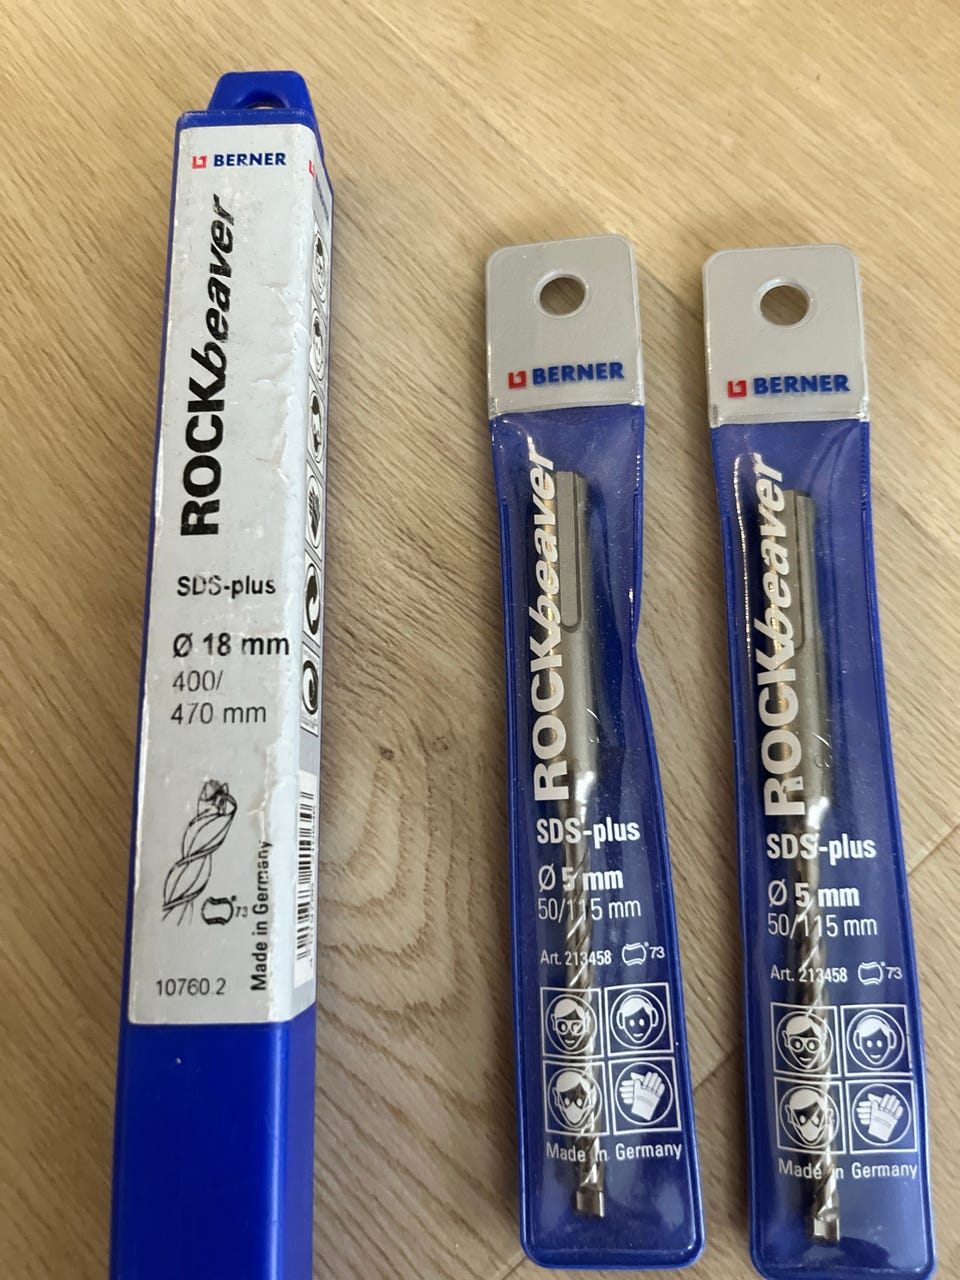 BERNER
ROCKbeaver
SDS-plus
Ø 18 mm
400/
470 mm
73
Made in Germany
10760.2
BERNER
ROCKbeaver
SDS-plus
Ø 5 mm
50/115 mm
Art. 213458
73
Made in Germany
BERNER
ROCKbeaver
SDS-plus
Ø 5 mm
50/115 mm
Art. 213458
73
Made in Germany